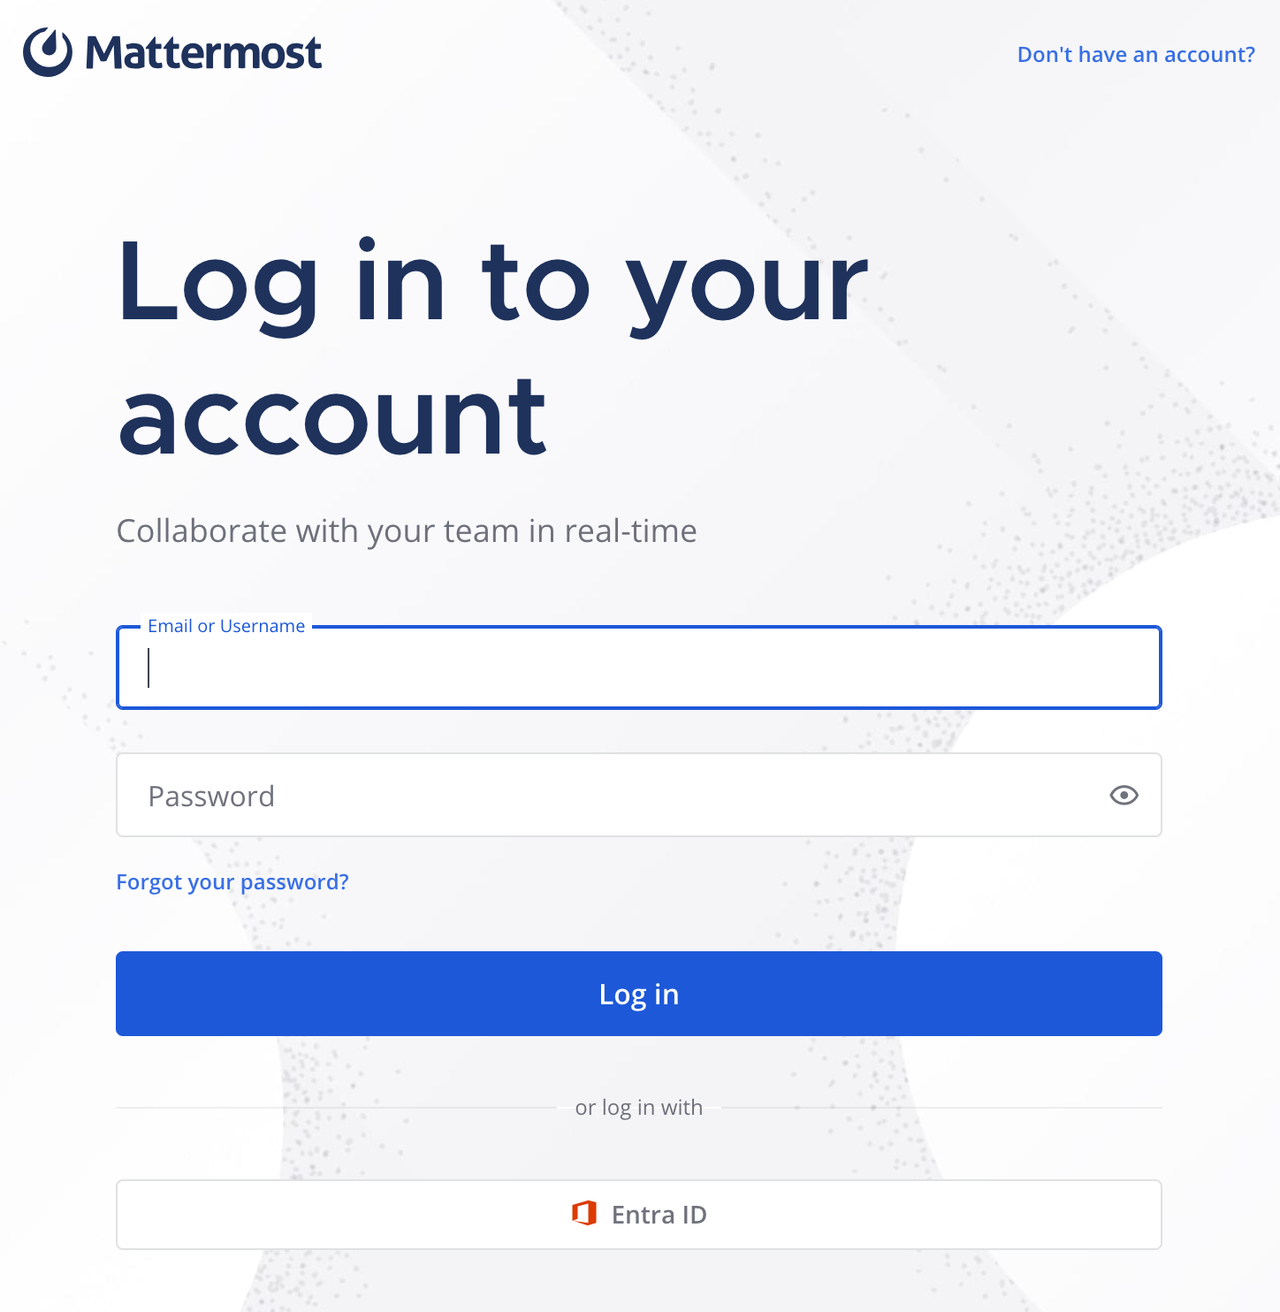 Mattermost
Don't have an account?
Log in to your
account
Collaborate with your team in real-time
Email or Username
Password
Forgot your password?
Log in
or log in with
Entra ID